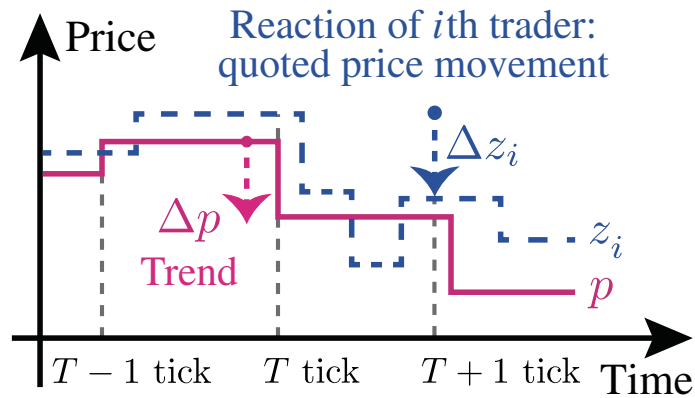 Price
Reaction of ith trader:
quoted price movement
Δz_i
Δp
Trend
z_i
p
T − 1 tick
T tick
T + 1 tick
Time